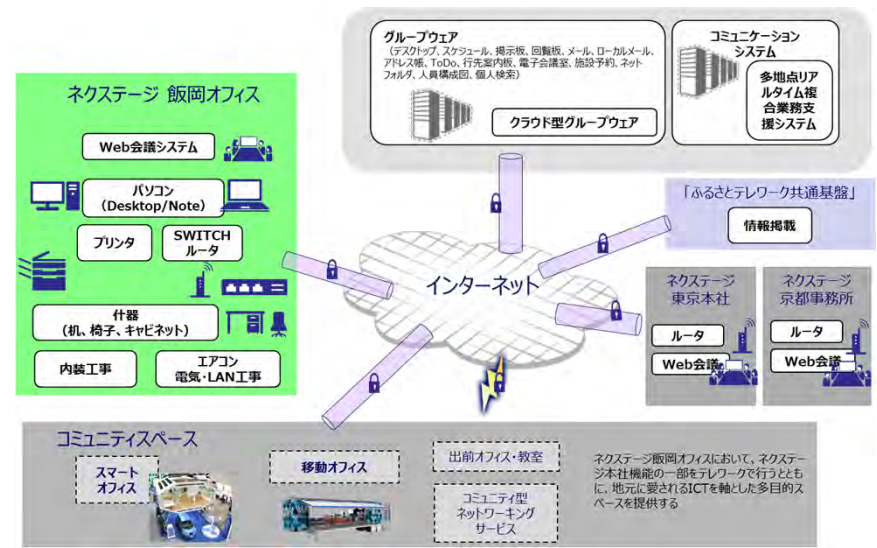 グループウェア
（デスクトップ、スケジュール、掲示板、回覧板、メール、ローカルメール、
アドレス帳、ToDo、行先案内板、電子会議室、施設予約、ネット
フォルダ、人員構成図、個人検索）
クラウド型グループウェア
コミュニケーション
システム
多地点リア
ルタイム複
合業務支
援システム
ネクステージ 飯岡オフィス
Web会議システム
パソコン
（Desktop/Note）
プリンタ
SWITCH
ルータ
什器
（机、椅子、キャビネット）
内装工事
エアコン
電気・LAN工事
インターネット
「ふるさとテレワーク共通基盤」
情報掲載
ネクステージ
東京本社
ルータ
Web会議
ネクステージ
京都事務所
ルータ
Web会議
コミュニティスペース
スマート
オフィス
移動オフィス
出前オフィス・教室
コミュニティ型
ネットワーキング
サービス
ネクステージ飯岡オフィスにおいて、ネクステー
ジ本社機能の一部をテレワークで行うととも
に、地元に愛されるICTを軸とした多目的ス
ペースを提供する